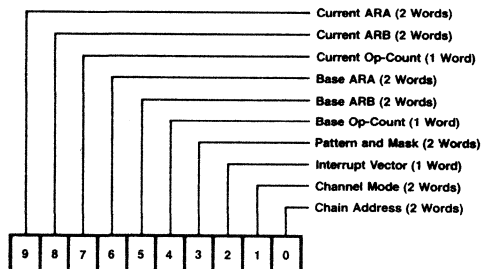 Current ARA (2 Words)
Current ARB (2 Words)
Current Op-Count (1 Word)
Base ARA (2 Words)
Base ARB (2 Words)
Base Op-Count (1 Word)
Pattern and Mask (2 Words)
Interrupt Vector (1 Word)
Channel Mode (2 Words)
Chain Address (2 Words)
9 8 7 6 5 4 3 2 1 0